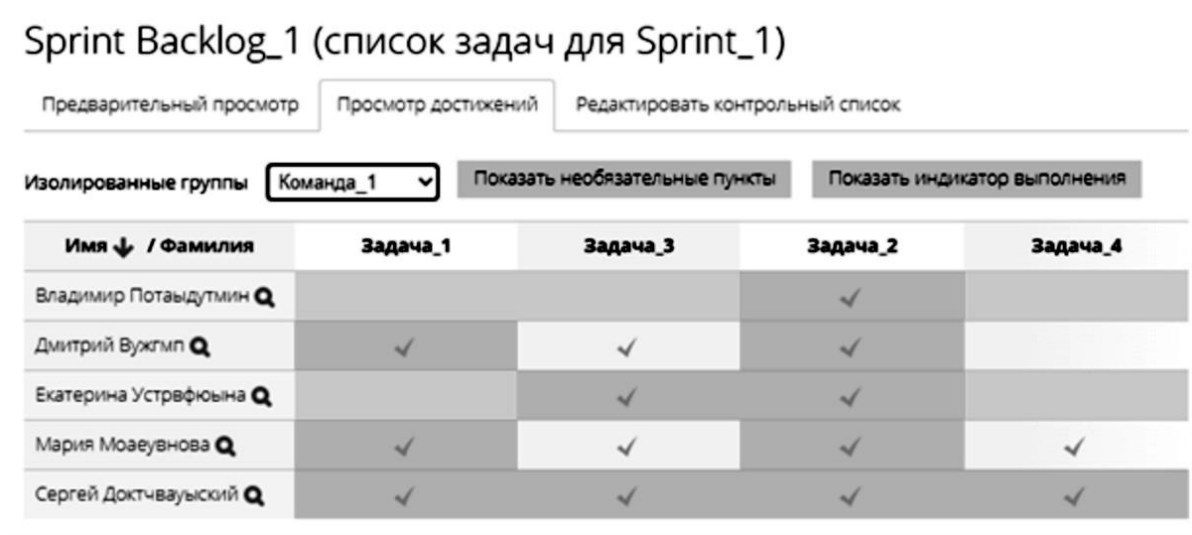 Sprint Backlog_1 (список задач для Sprint_1)
Предварительный просмотр Просмотр достижений Редактировать контрольный список
Изолированные группы Команда_1 Показать необязательные пункты Показать индикатор выполнения
Имя / Фамилия Задача_1 Задача_3 Задача_2 Задача_4
Владимир Потаыдутмин
Дмитрий Вужгмп
Екатерина Устрвфюына
Мария Моаеувнова
Сергей Доктчвауыский